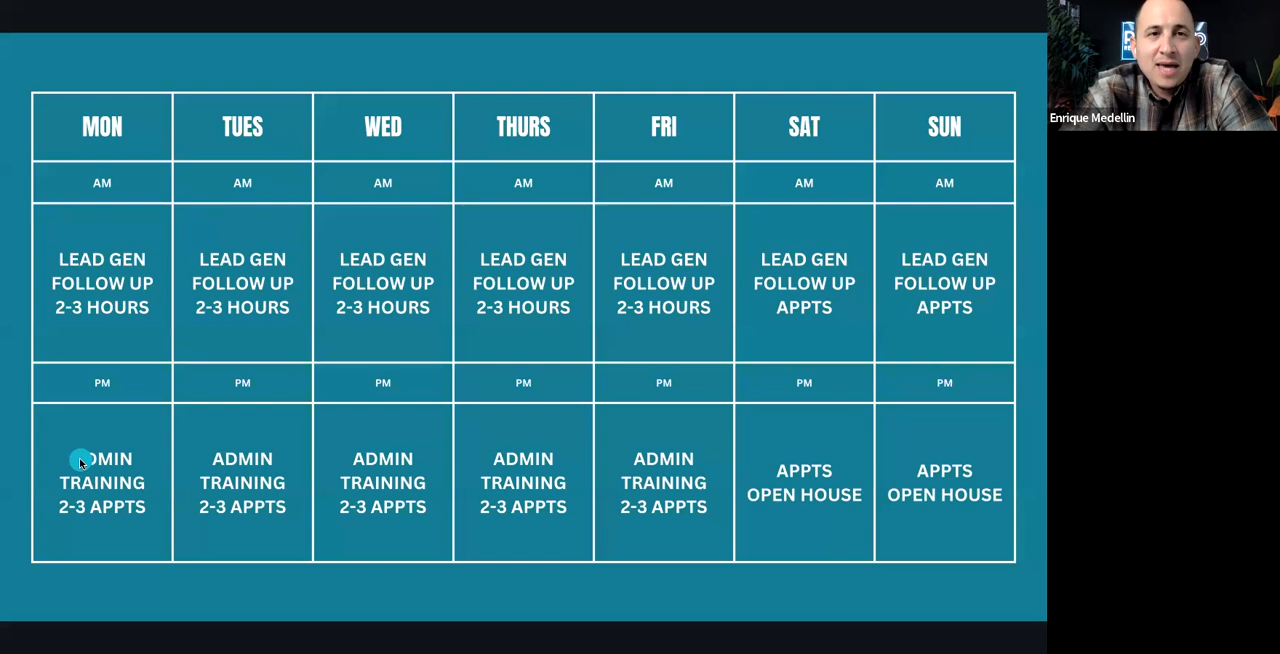 MON TUES WED THURS FRI SAT SUN
AM AM AM AM AM AM AM
LEAD GEN LEAD GEN LEAD GEN LEAD GEN LEAD GEN LEAD GEN LEAD GEN
FOLLOW UP FOLLOW UP FOLLOW UP FOLLOW UP FOLLOW UP FOLLOW UP FOLLOW UP
2-3 HOURS 2-3 HOURS 2-3 HOURS 2-3 HOURS 2-3 HOURS APPTS APPTS
PM PM PM PM PM PM PM
DMIN ADMIN ADMIN ADMIN ADMIN
TRAINING TRAINING TRAINING TRAINING TRAINING
2-3 APPTS 2-3 APPTS 2-3 APPTS 2-3 APPTS 2-3 APPTS
APPTS APPTS
OPEN HOUSE OPEN HOUSE
Enrique Medellin